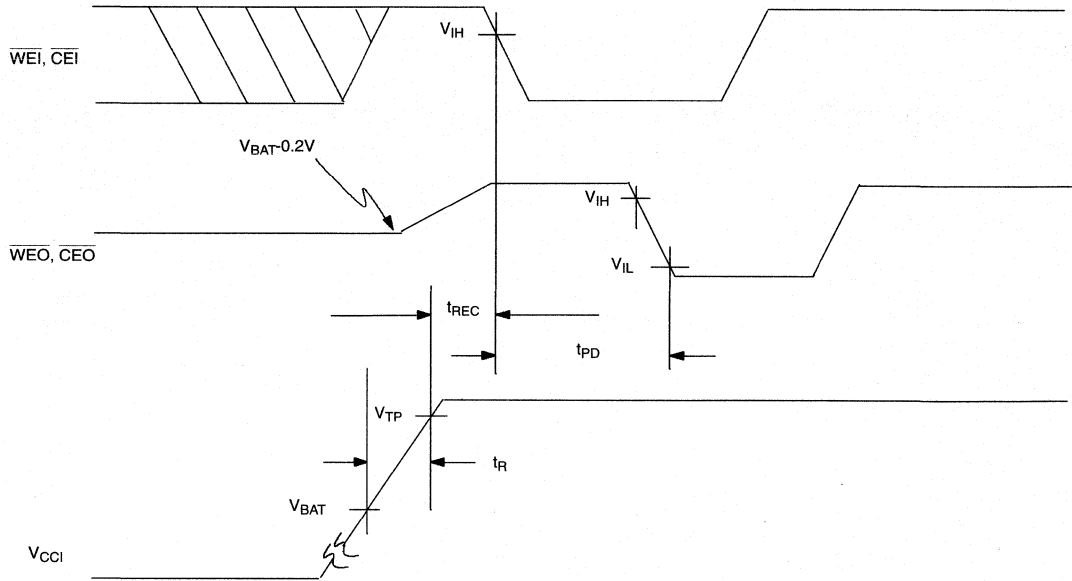 VIH
WEI, CEI
VBAT-0.2V
VIH
WEO, CEO
VIL
tREC
tPD
VTP
tR
VBAT
VCCI